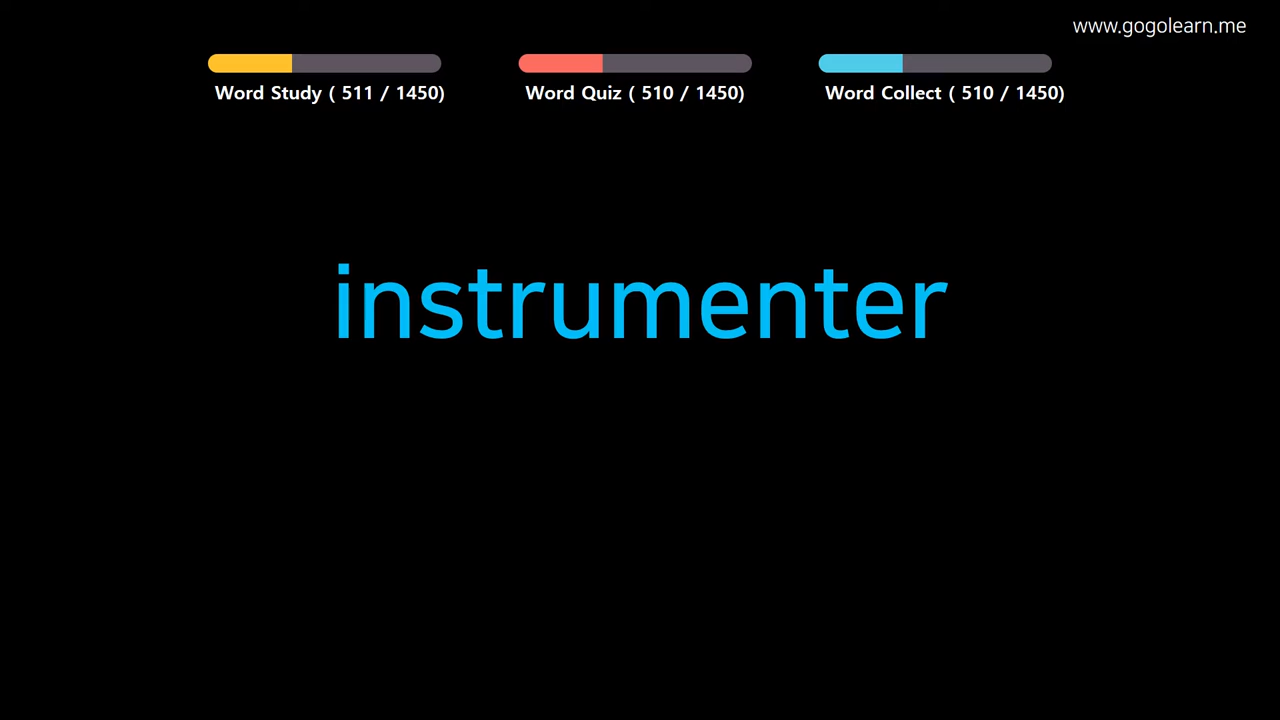 www.gogolearn.me
Word Study ( 511 / 1450)
Word Quiz ( 510 / 1450)
Word Collect ( 510 / 1450)
instrumenter